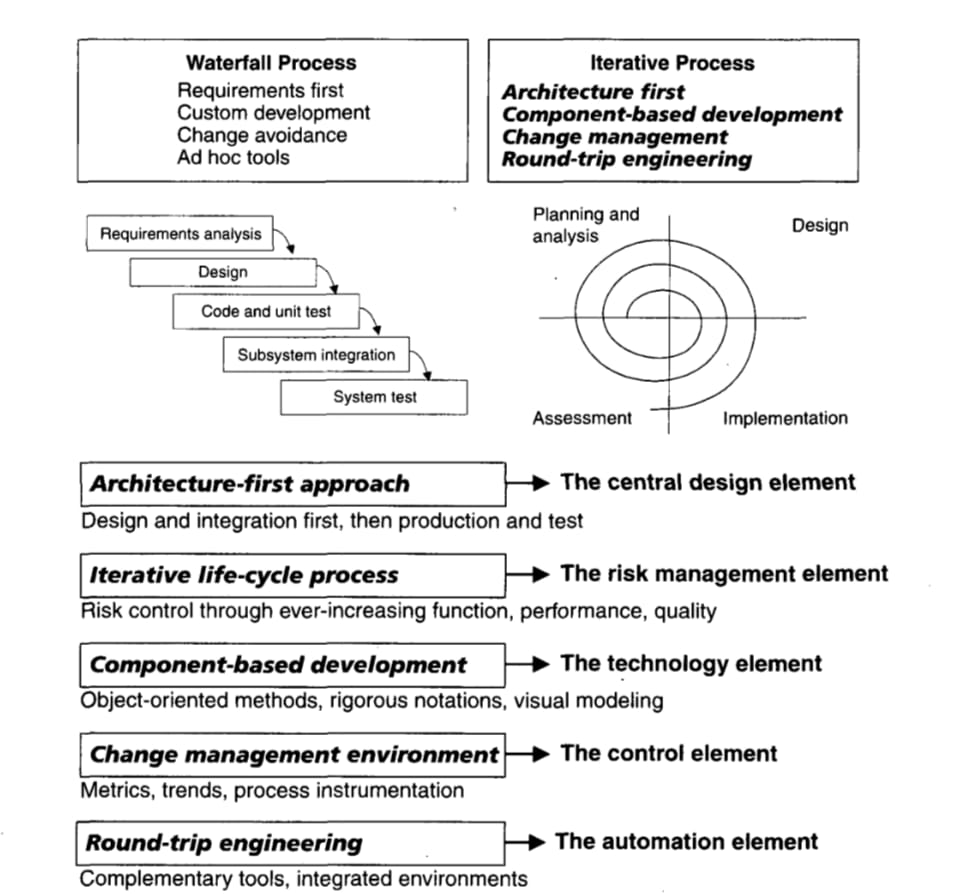 Waterfall Process
Requirements first
Custom development
Change avoidance
Ad hoc tools
Iterative Process
Architecture first
Component-based development
Change management
Round-trip engineering
Requirements analysis
Design
Code and unit test
Subsystem integration
System test
Planning and
analysis
Design
Assessment
Implementation
Architecture-first approach
The central design element
Design and integration first, then production and test
Iterative life-cycle process
The risk management element
Risk control through ever-increasing function, performance, quality
Component-based development
The technology element
Object-oriented methods, rigorous notations, visual modeling
Change management environment
The control element
Metrics, trends, process instrumentation
Round-trip engineering
The automation element
Complementary tools, integrated environments